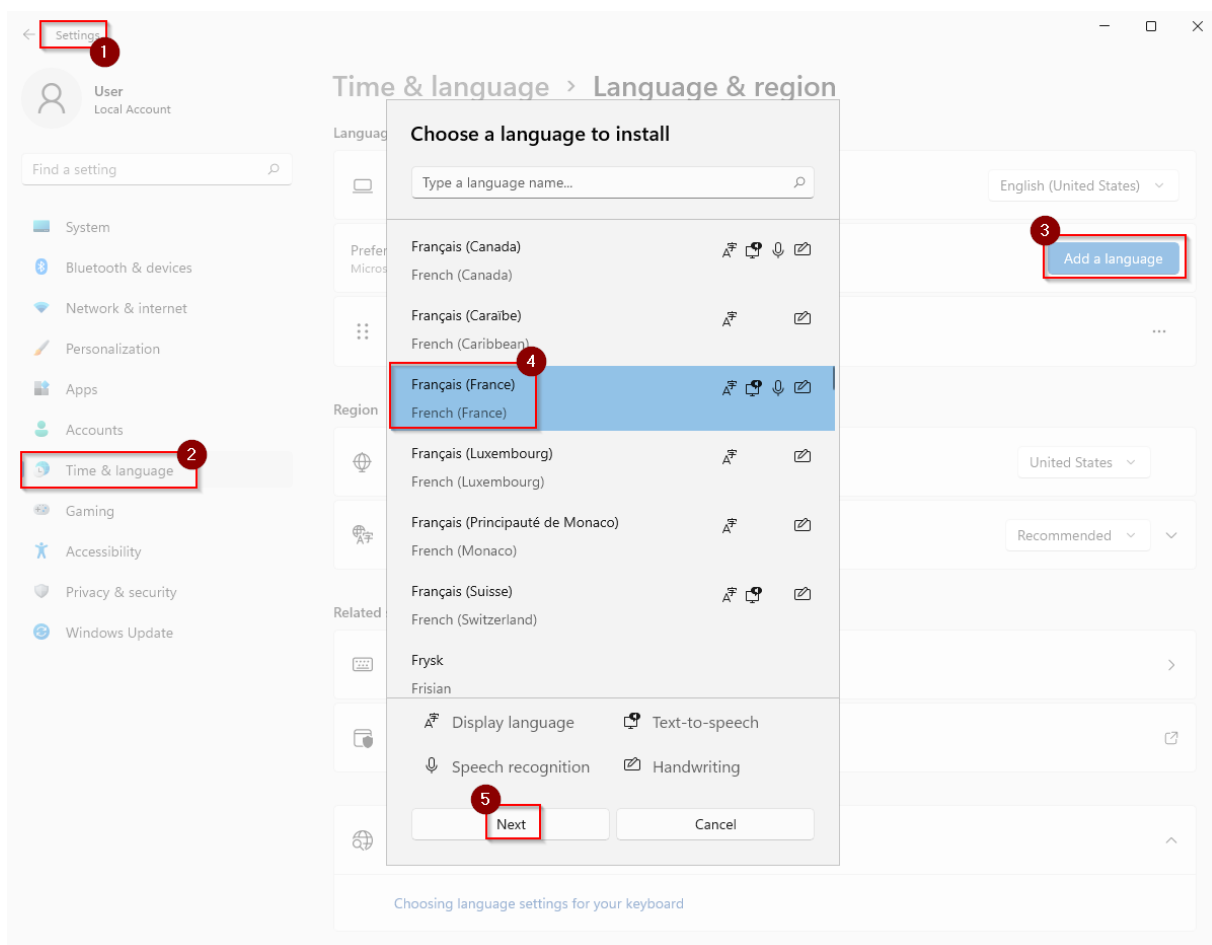 Settings
1
User
Local Account
Find a setting
System
Bluetooth & devices
Network & internet
Personalization
Apps
Accounts
2
Time & language
Gaming
Accessibility
Privacy & security
Windows Update
Time & language > Language & region
Languag
English (United States)
3
Prefer
Micros
Add a language
Region
United States
Recommended
Related
Choosing language settings for your keyboard
Choose a language to install
Type a language name...
Français (Canada)
French (Canada)
Français (Caraïbe)
French (Caribbean)
4
Français (France)
French (France)
Français (Luxembourg)
French (Luxembourg)
Français (Principauté de Monaco)
French (Monaco)
Français (Suisse)
French (Switzerland)
Frysk
Frisian
Display language
Text-to-speech
Speech recognition
Handwriting
5
Next
Cancel